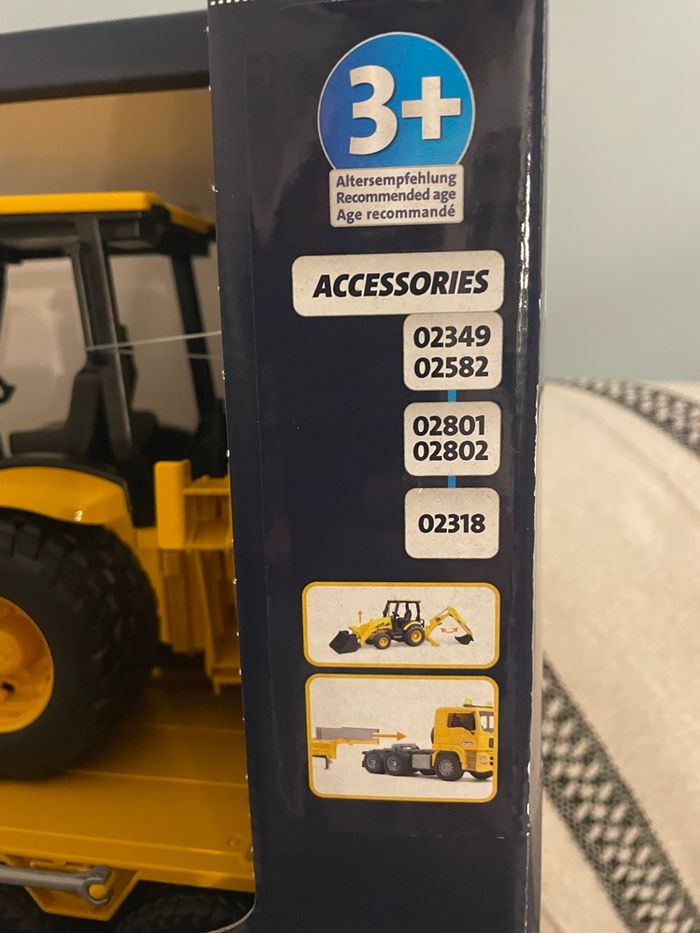 3+
Altersempfehlung
Recommended age
Age recommandé
ACCESSORIES
02349
02582
02801
02802
02318